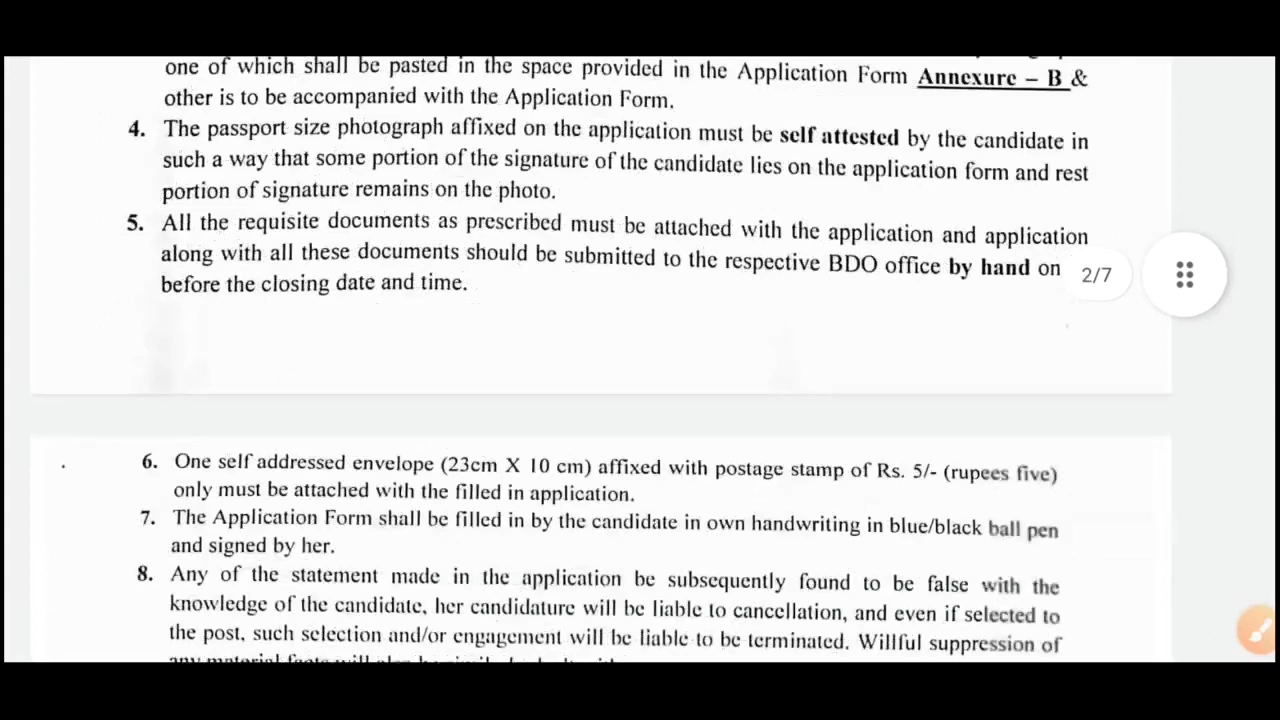 one of which shall be pasted in the space provided in the Application Form Annexure – B &
other is to be accompanied with the Application Form.
4. The passport size photograph affixed on the application must be self attested by the candidate in
such a way that some portion of the signature of the candidate lies on the application form and rest
portion of signature remains on the photo.
5. All the requisite documents as prescribed must be attached with the application and application
along with all these documents should be submitted to the respective BDO office by hand on
before the closing date and time.
2/7
6. One self addressed envelope (23cm X 10 cm) affixed with postage stamp of Rs. 5/- (rupees five)
only must be attached with the filled in application.
7. The Application Form shall be filled in by the candidate in own handwriting in blue/black ball pen
and signed by her.
8. Any of the statement made in the application be subsequently found to be false with the
knowledge of the candidate, her candidature will be liable to cancellation, and even if selected to
the post, such selection and/or engagement will be liable to be terminated. Willful suppression of
any material facts will also be